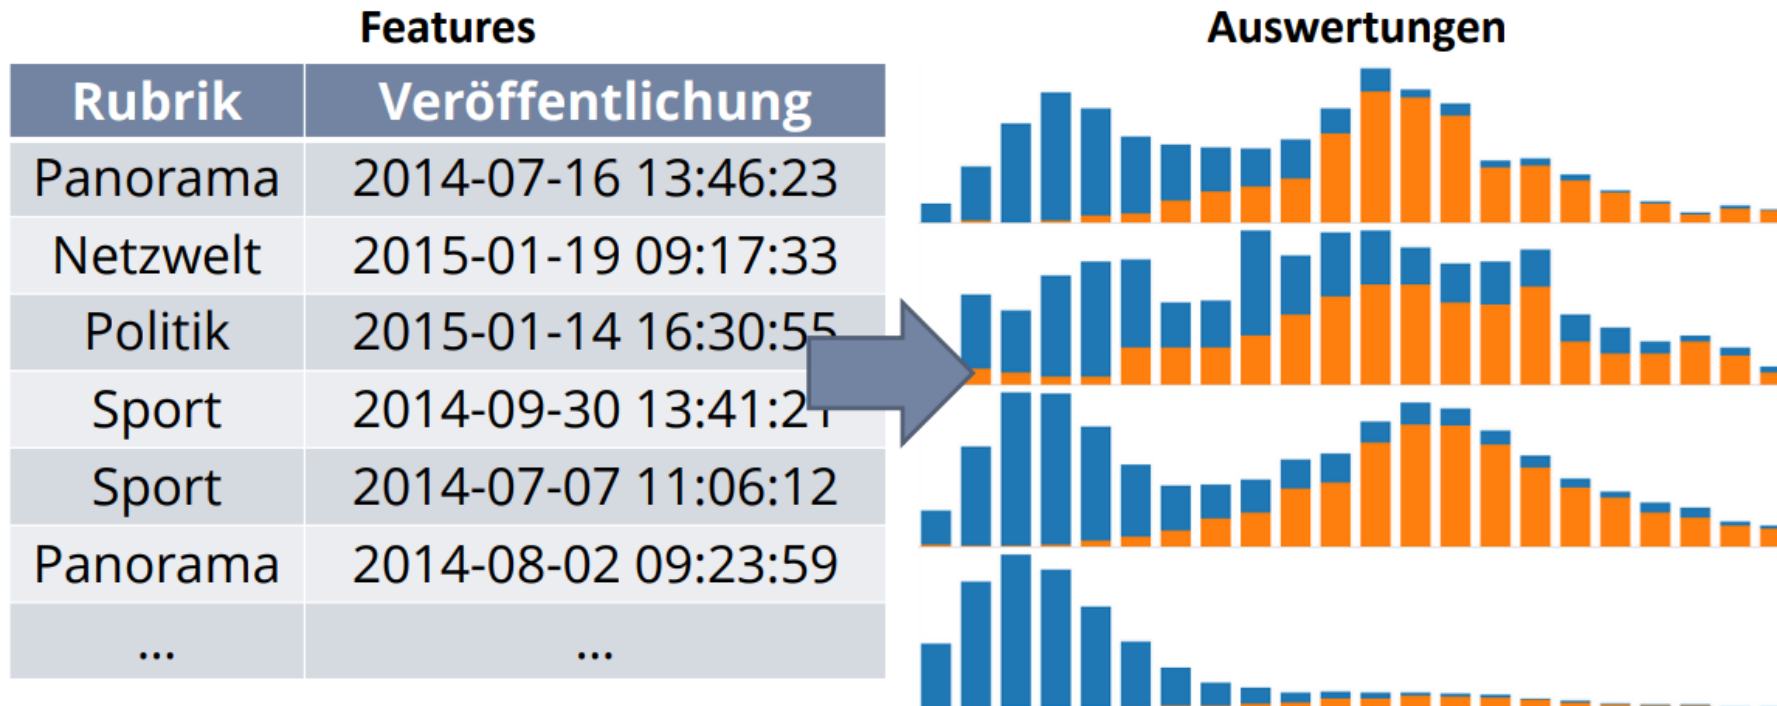 Features
Auswertungen
Rubrik Veröffentlichung
Panorama 2014-07-16 13:46:23
Netzwelt 2015-01-19 09:17:33
Politik 2015-01-14 16:30:55
Sport 2014-09-30 13:41:21
Sport 2014-07-07 11:06:12
Panorama 2014-08-02 09:23:59
... ...